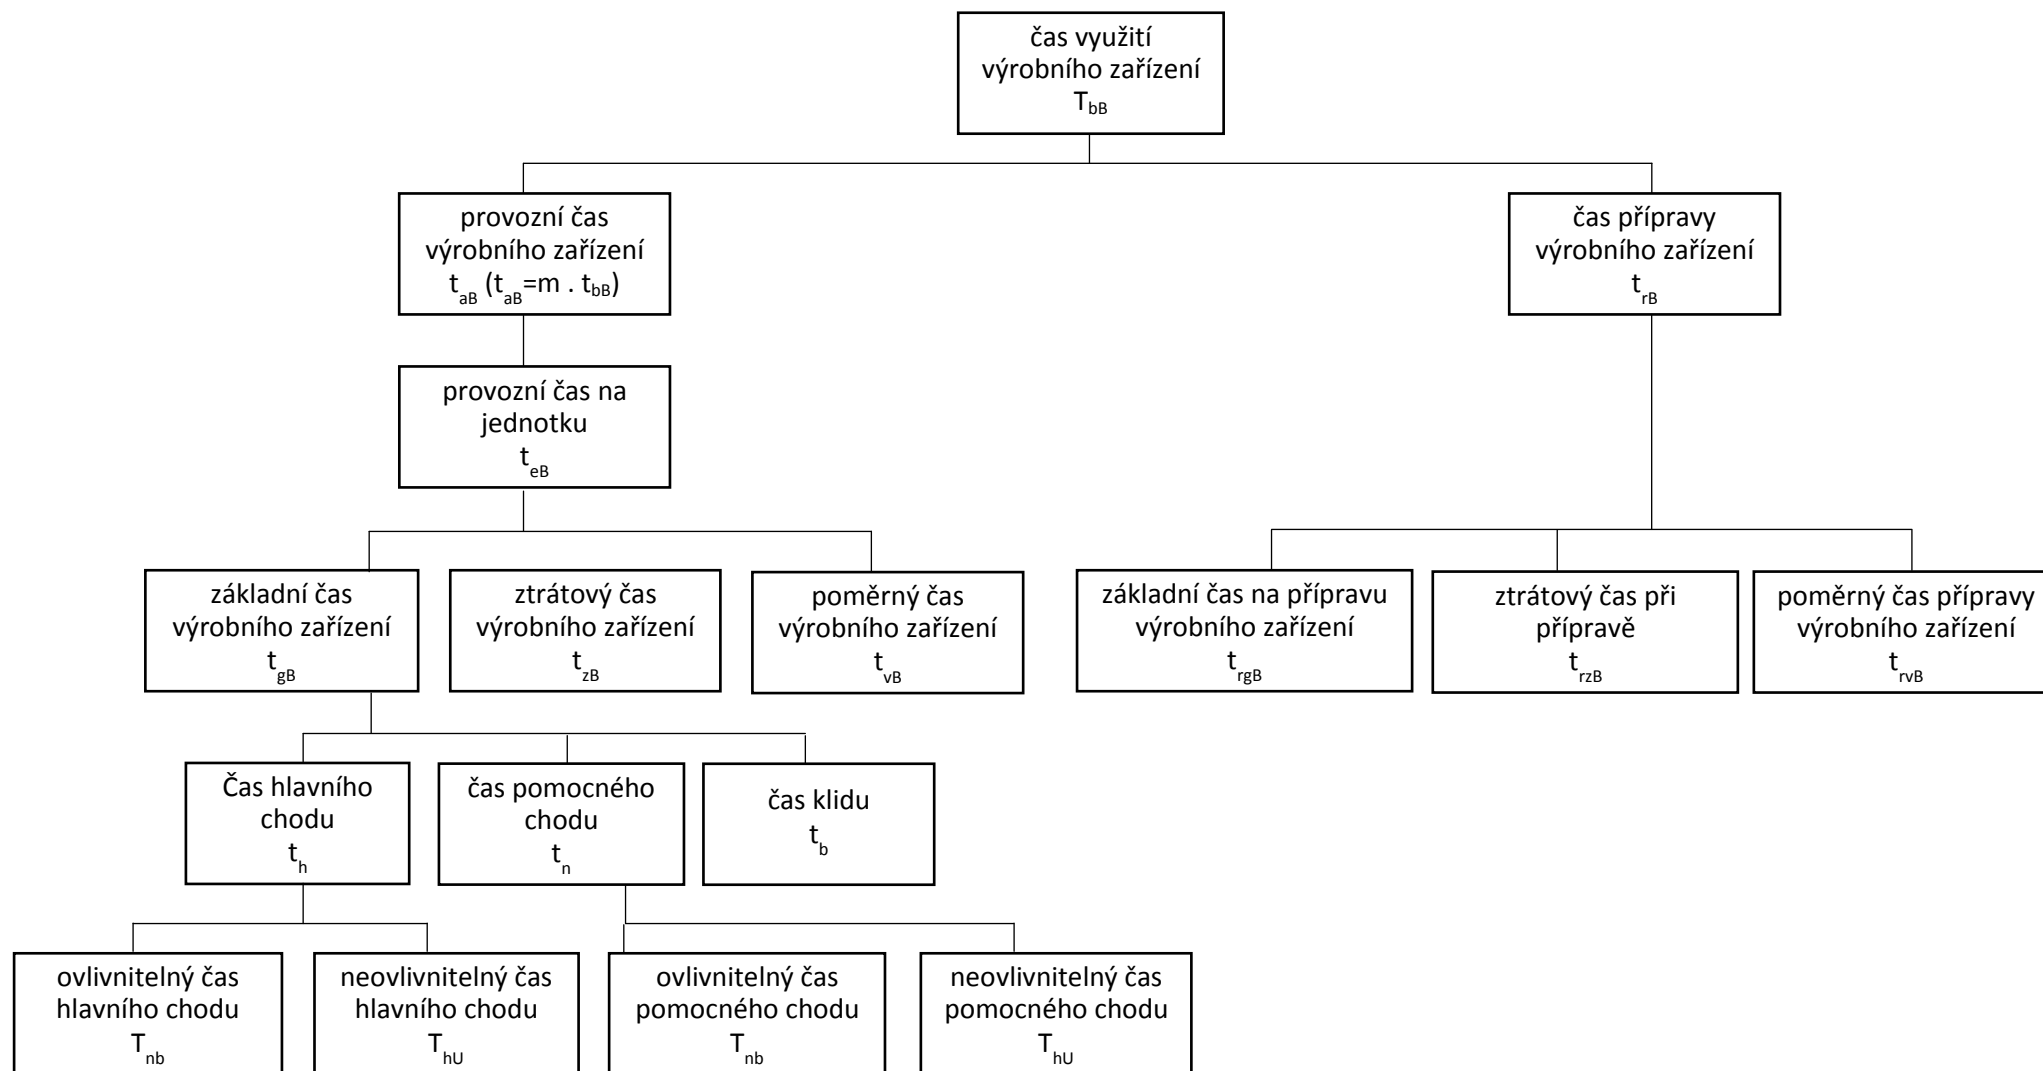 čas využití
výrobního zařízení
TbB
provozní čas
výrobního zařízení
taB (taB=m . tbB)
čas přípravy
výrobního zařízení
trB
provozní čas na
jednotku
teB
základní čas
výrobního zařízení
tgB
ztrátový čas
výrobního zařízení
tzB
poměrný čas
výrobního zařízení
tvB
základní čas na přípravu
výrobního zařízení
trgB
ztrátový čas při
přípravě
trzB
poměrný čas přípravy
výrobního zařízení
trvB
Čas hlavního
chodu
th
čas pomocného
chodu
tn
čas klidu
tb
ovlivnitelný čas
hlavního chodu
Tnb
neovlivnitelný čas
hlavního chodu
ThU
ovlivnitelný čas
pomocného chodu
Tnb
neovlivnitelný čas
pomocného chodu
ThU